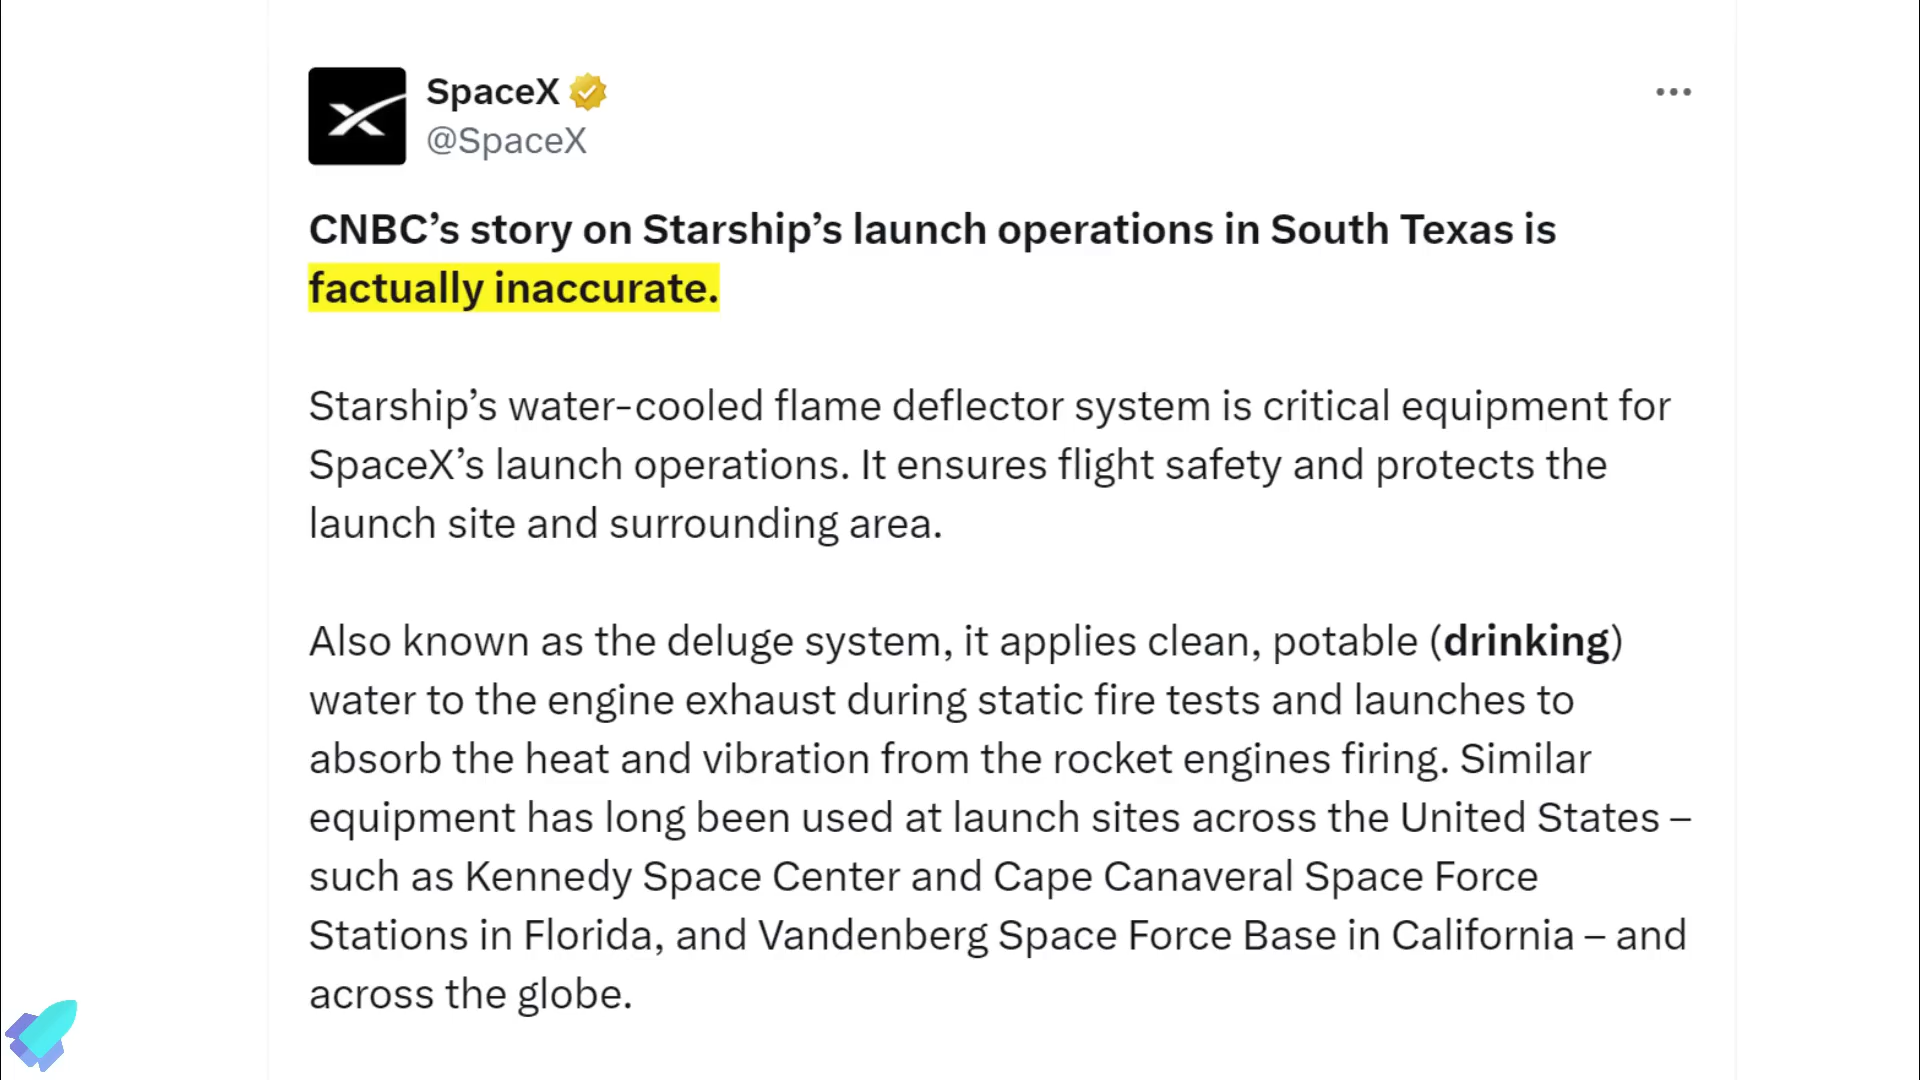 SpaceX
@SpaceX
CNBC’s story on Starship’s launch operations in South Texas is
factually inaccurate.
Starship’s water-cooled flame deflector system is critical equipment for
SpaceX’s launch operations. It ensures flight safety and protects the
launch site and surrounding area.
Also known as the deluge system, it applies clean, potable (drinking)
water to the engine exhaust during static fire tests and launches to
absorb the heat and vibration from the rocket engines firing. Similar
equipment has long been used at launch sites across the United States –
such as Kennedy Space Center and Cape Canaveral Space Force
Stations in Florida, and Vandenberg Space Force Base in California – and
across the globe.